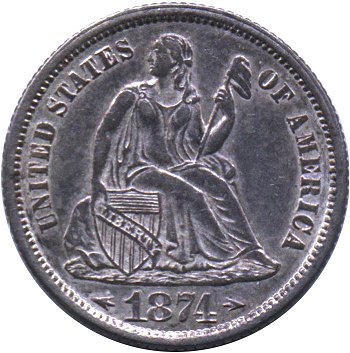 UNITED STATES OF AMERICA
LIBERTY
1874